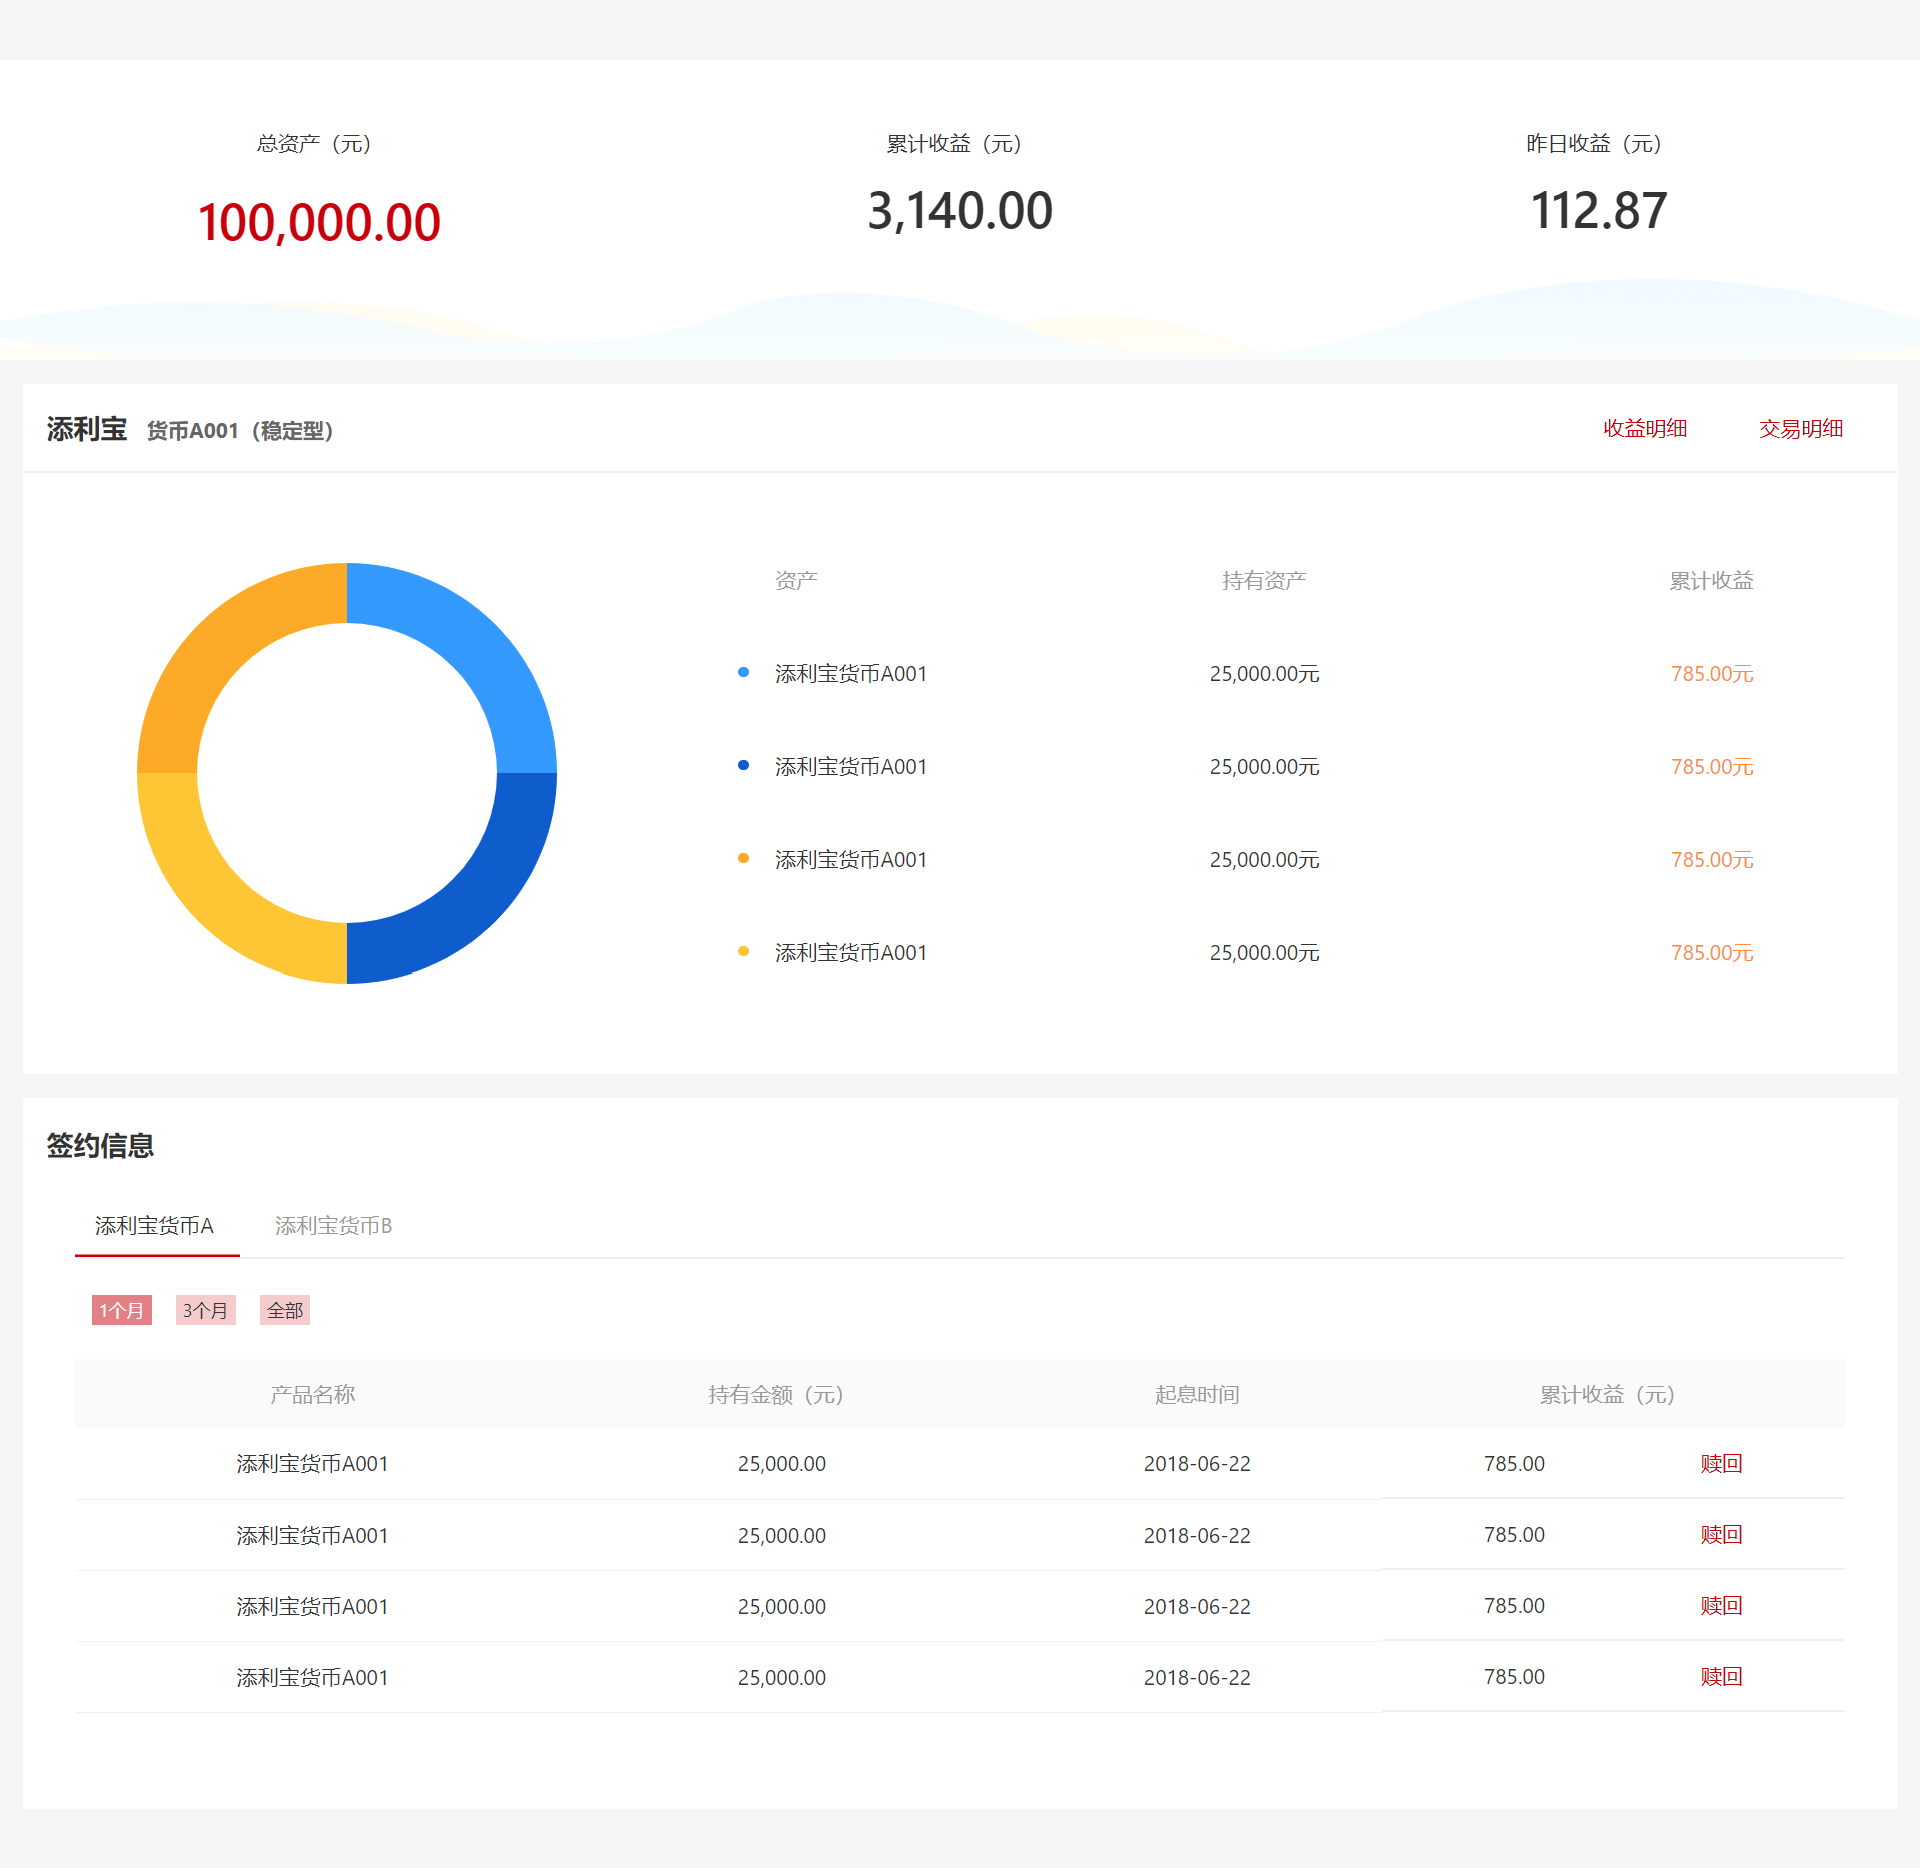 总资产（元） 累计收益（元） 昨日收益（元）
100,000.00 3,140.00 112.87
添利宝 货币A001（稳定型） 收益明细 交易明细
资产 持有资产 累计收益
添利宝货币A001 25,000.00元 785.00元
添利宝货币A001 25,000.00元 785.00元
添利宝货币A001 25,000.00元 785.00元
添利宝货币A001 25,000.00元 785.00元
签约信息
添利宝货币A 添利宝货币B
1个月 3个月 全部
产品名称 持有金额（元） 起息时间 累计收益（元）
添利宝货币A001 25,000.00 2018-06-22 785.00 赎回
添利宝货币A001 25,000.00 2018-06-22 785.00 赎回
添利宝货币A001 25,000.00 2018-06-22 785.00 赎回
添利宝货币A001 25,000.00 2018-06-22 785.00 赎回